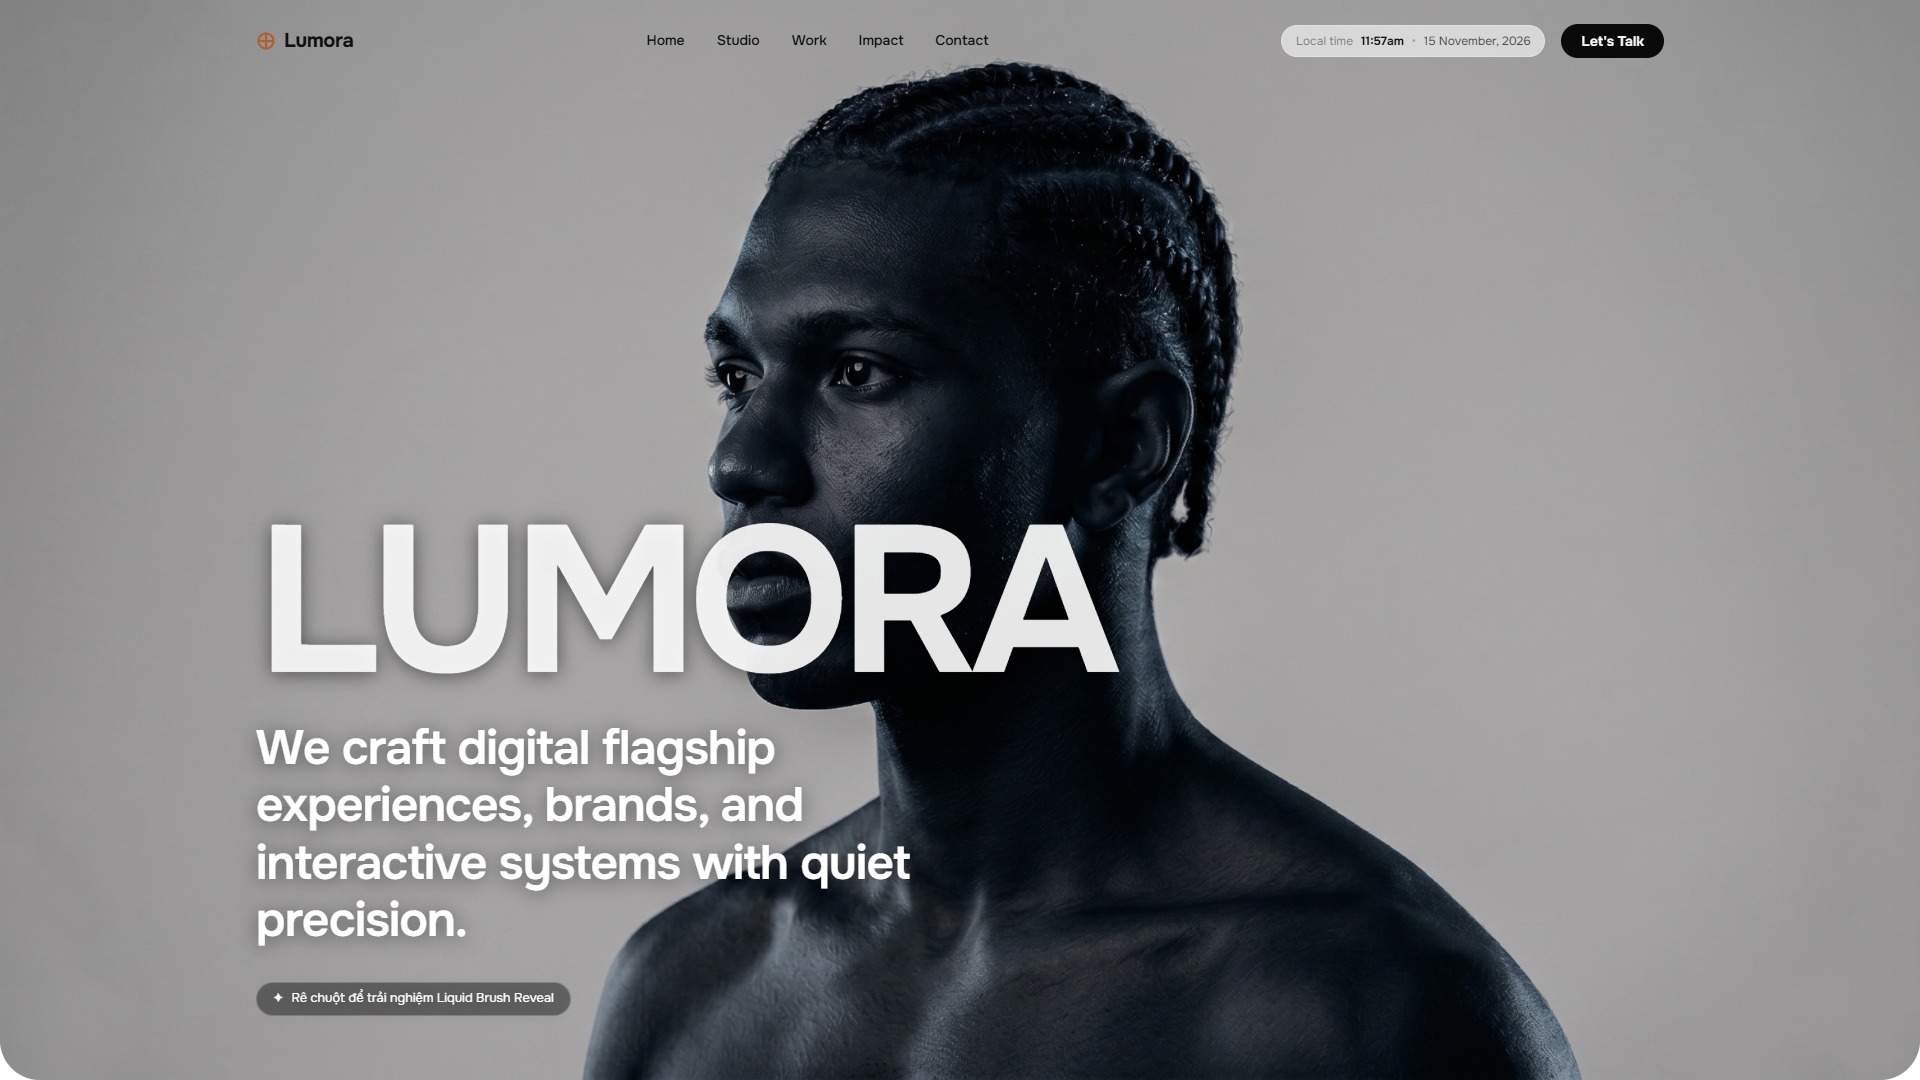 Lumora
Home
Studio
Work
Impact
Contact
Local time 11:57am • 15 November, 2026
Let's Talk
LUMORA
We craft digital flagship
experiences, brands, and
interactive systems with quiet
precision.
✦ Rê chuột để trải nghiệm Liquid Brush Reveal